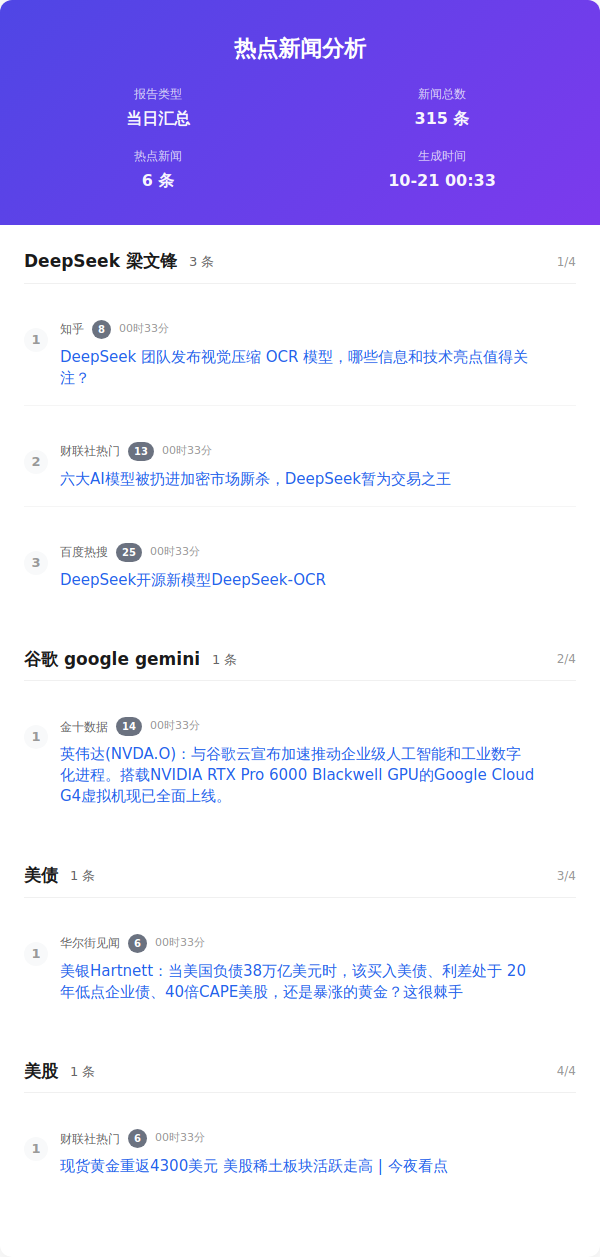 热点新闻分析
报告类型
新闻总数
当日汇总
315 条
热点新闻
生成时间
6 条
10-21 00:33
DeepSeek 梁文锋 3 条 1/4
1 知乎 8 00时33分
DeepSeek 团队发布视觉压缩 OCR 模型，哪些信息和技术亮点值得关
注？
2 财联社热门 13 00时33分
六大AI模型被扔进加密市场厮杀，DeepSeek暂为交易之王
3 百度热搜 25 00时33分
DeepSeek开源新模型DeepSeek-OCR
谷歌 google gemini 1 条 2/4
1 金十数据 14 00时33分
英伟达(NVDA.O)：与谷歌云宣布加速推动企业级人工智能和工业数字
化进程。搭载NVIDIA RTX Pro 6000 Blackwell GPU的Google Cloud
G4虚拟机现已全面上线。
美债 1 条 3/4
1 华尔街见闻 6 00时33分
美银Hartnett：当美国负债38万亿美元时，该买入美债、利差处于 20
年低点企业债、40倍CAPE美股，还是暴涨的黄金？这很棘手
美股 1 条 4/4
1 财联社热门 6 00时33分
现货黄金重返4300美元 美股稀土板块活跃走高 | 今夜看点